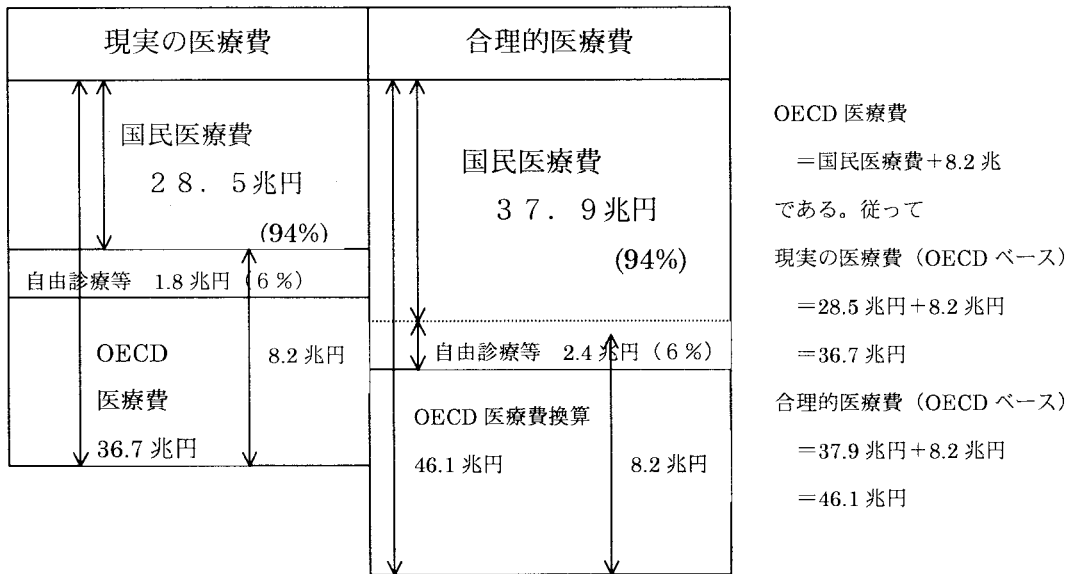 現実の医療費
国民医療費
２８．５兆円
(94%)
自由診療等　1.8 兆円（６％）
OECD
医療費
36.7 兆円
8.2 兆円
合理的医療費
国民医療費
３７．９兆円
(94%)
自由診療等　2.4 兆円（６％）
OECD 医療費換算
46.1 兆円
8.2 兆円
OECD 医療費
＝国民医療費＋8.2 兆
である。従って
現実の医療費（OECD ベース）
＝28.5 兆円＋8.2 兆円
＝36.7 兆円
合理的医療費（OECD ベース）
＝37.9 兆円＋8.2 兆円
＝46.1 兆円